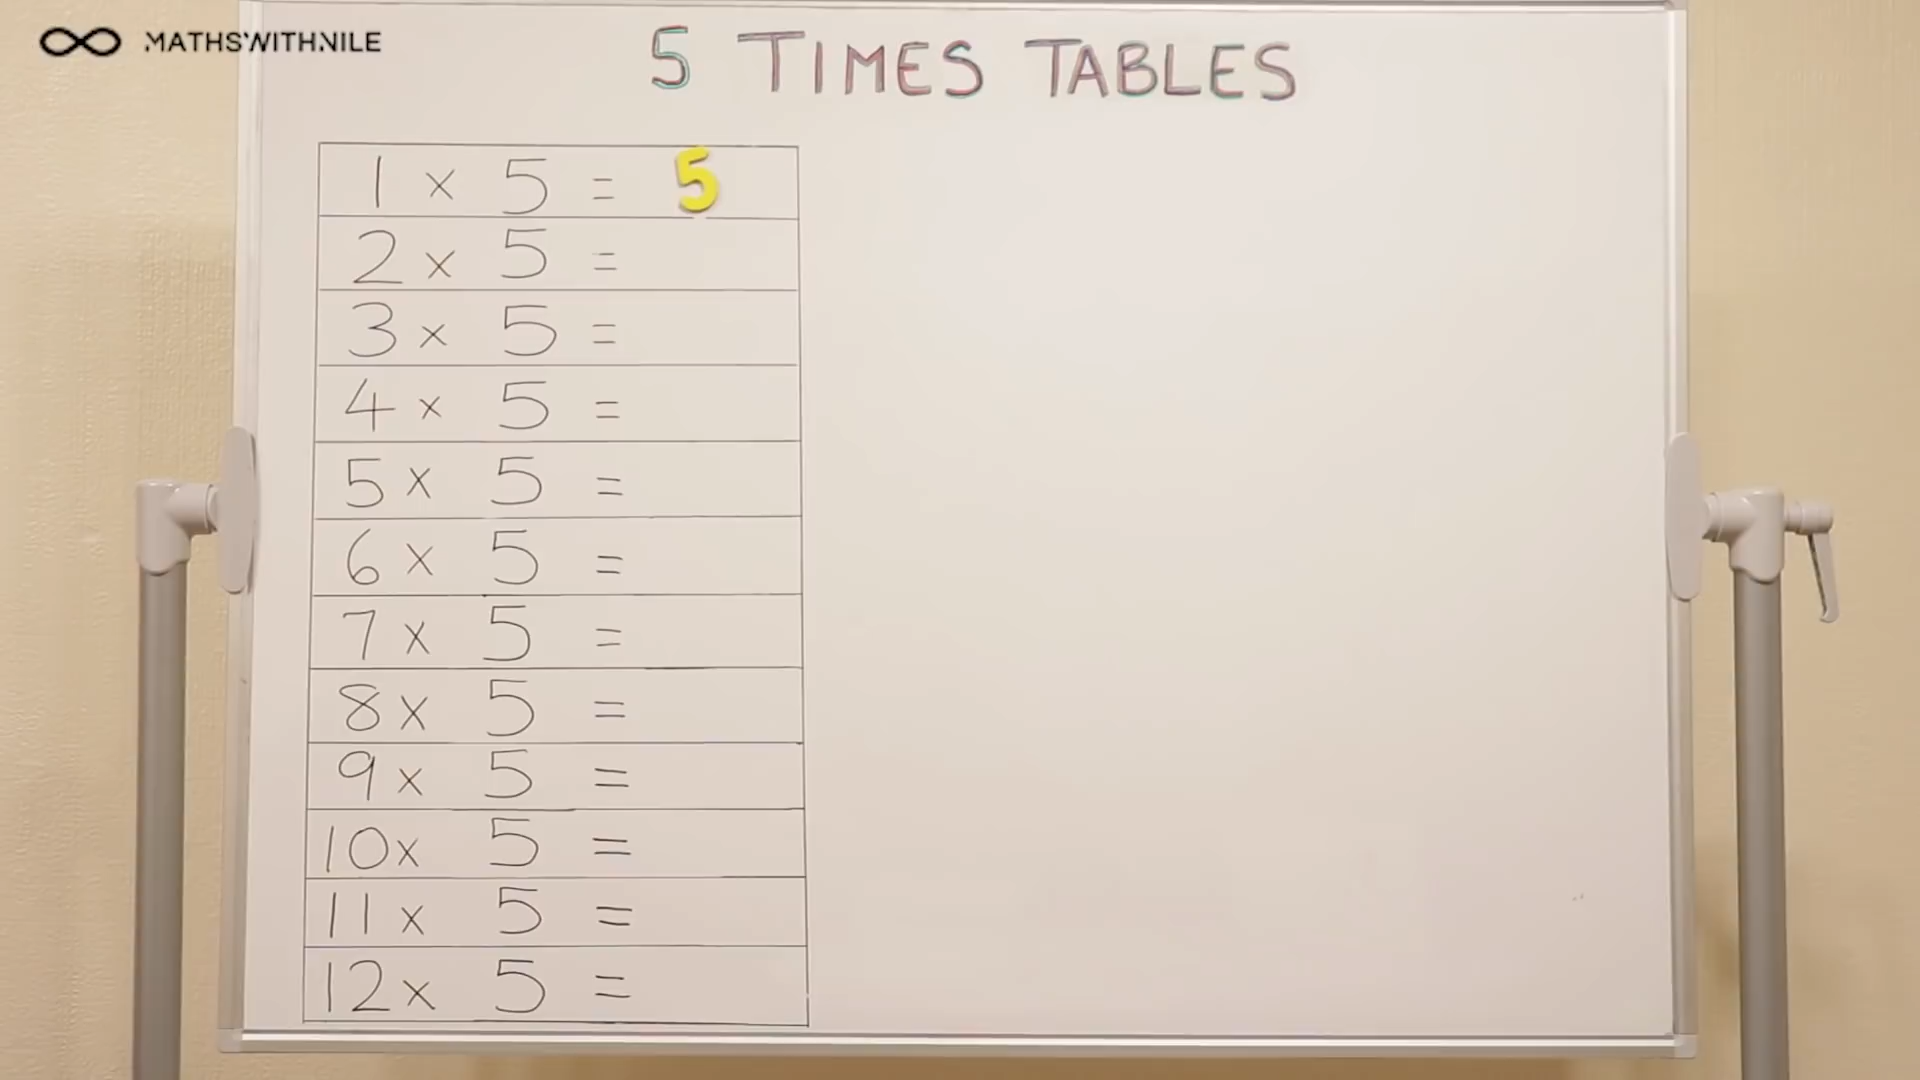 MATHSWITHNILE
5 TIMES TABLES
1 x 5 = 5
2 x 5 =
3 x 5 =
4 x 5 =
5 x 5 =
6 x 5 =
7 x 5 =
8 x 5 =
9 x 5 =
10 x 5 =
11 x 5 =
12 x 5 =